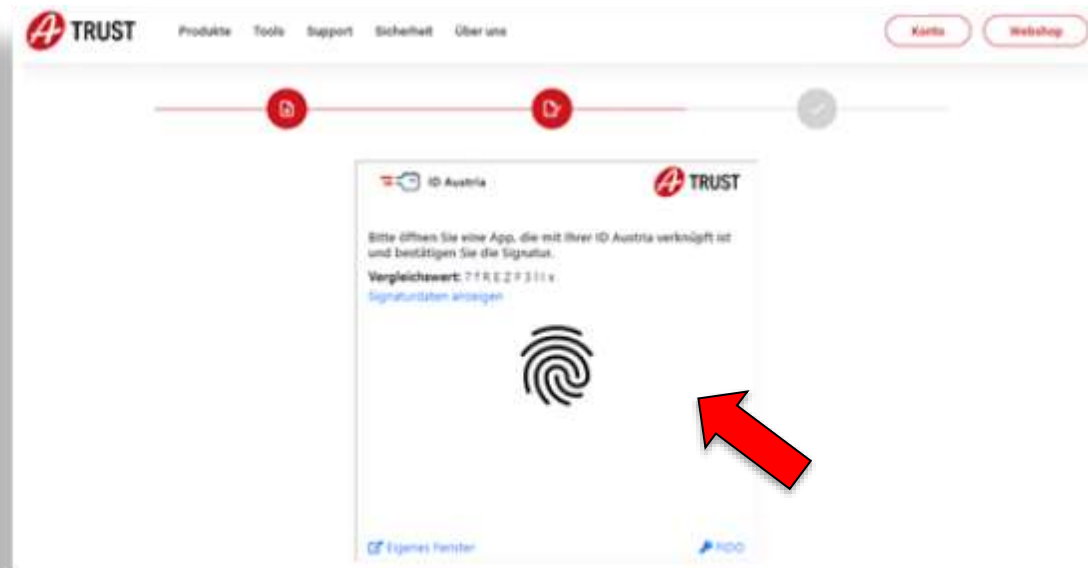 A TRUST Produkte Tools Support Sicherheit Über uns Konto Webshop
ID Austria A TRUST
Bitte öffnen Sie eine App, die mit Ihrer ID Austria verknüpft ist
und bestätigen Sie die Signatur.
Vergleichswert:
Signaturdaten anzeigen
Eigenes Fenster FIDO